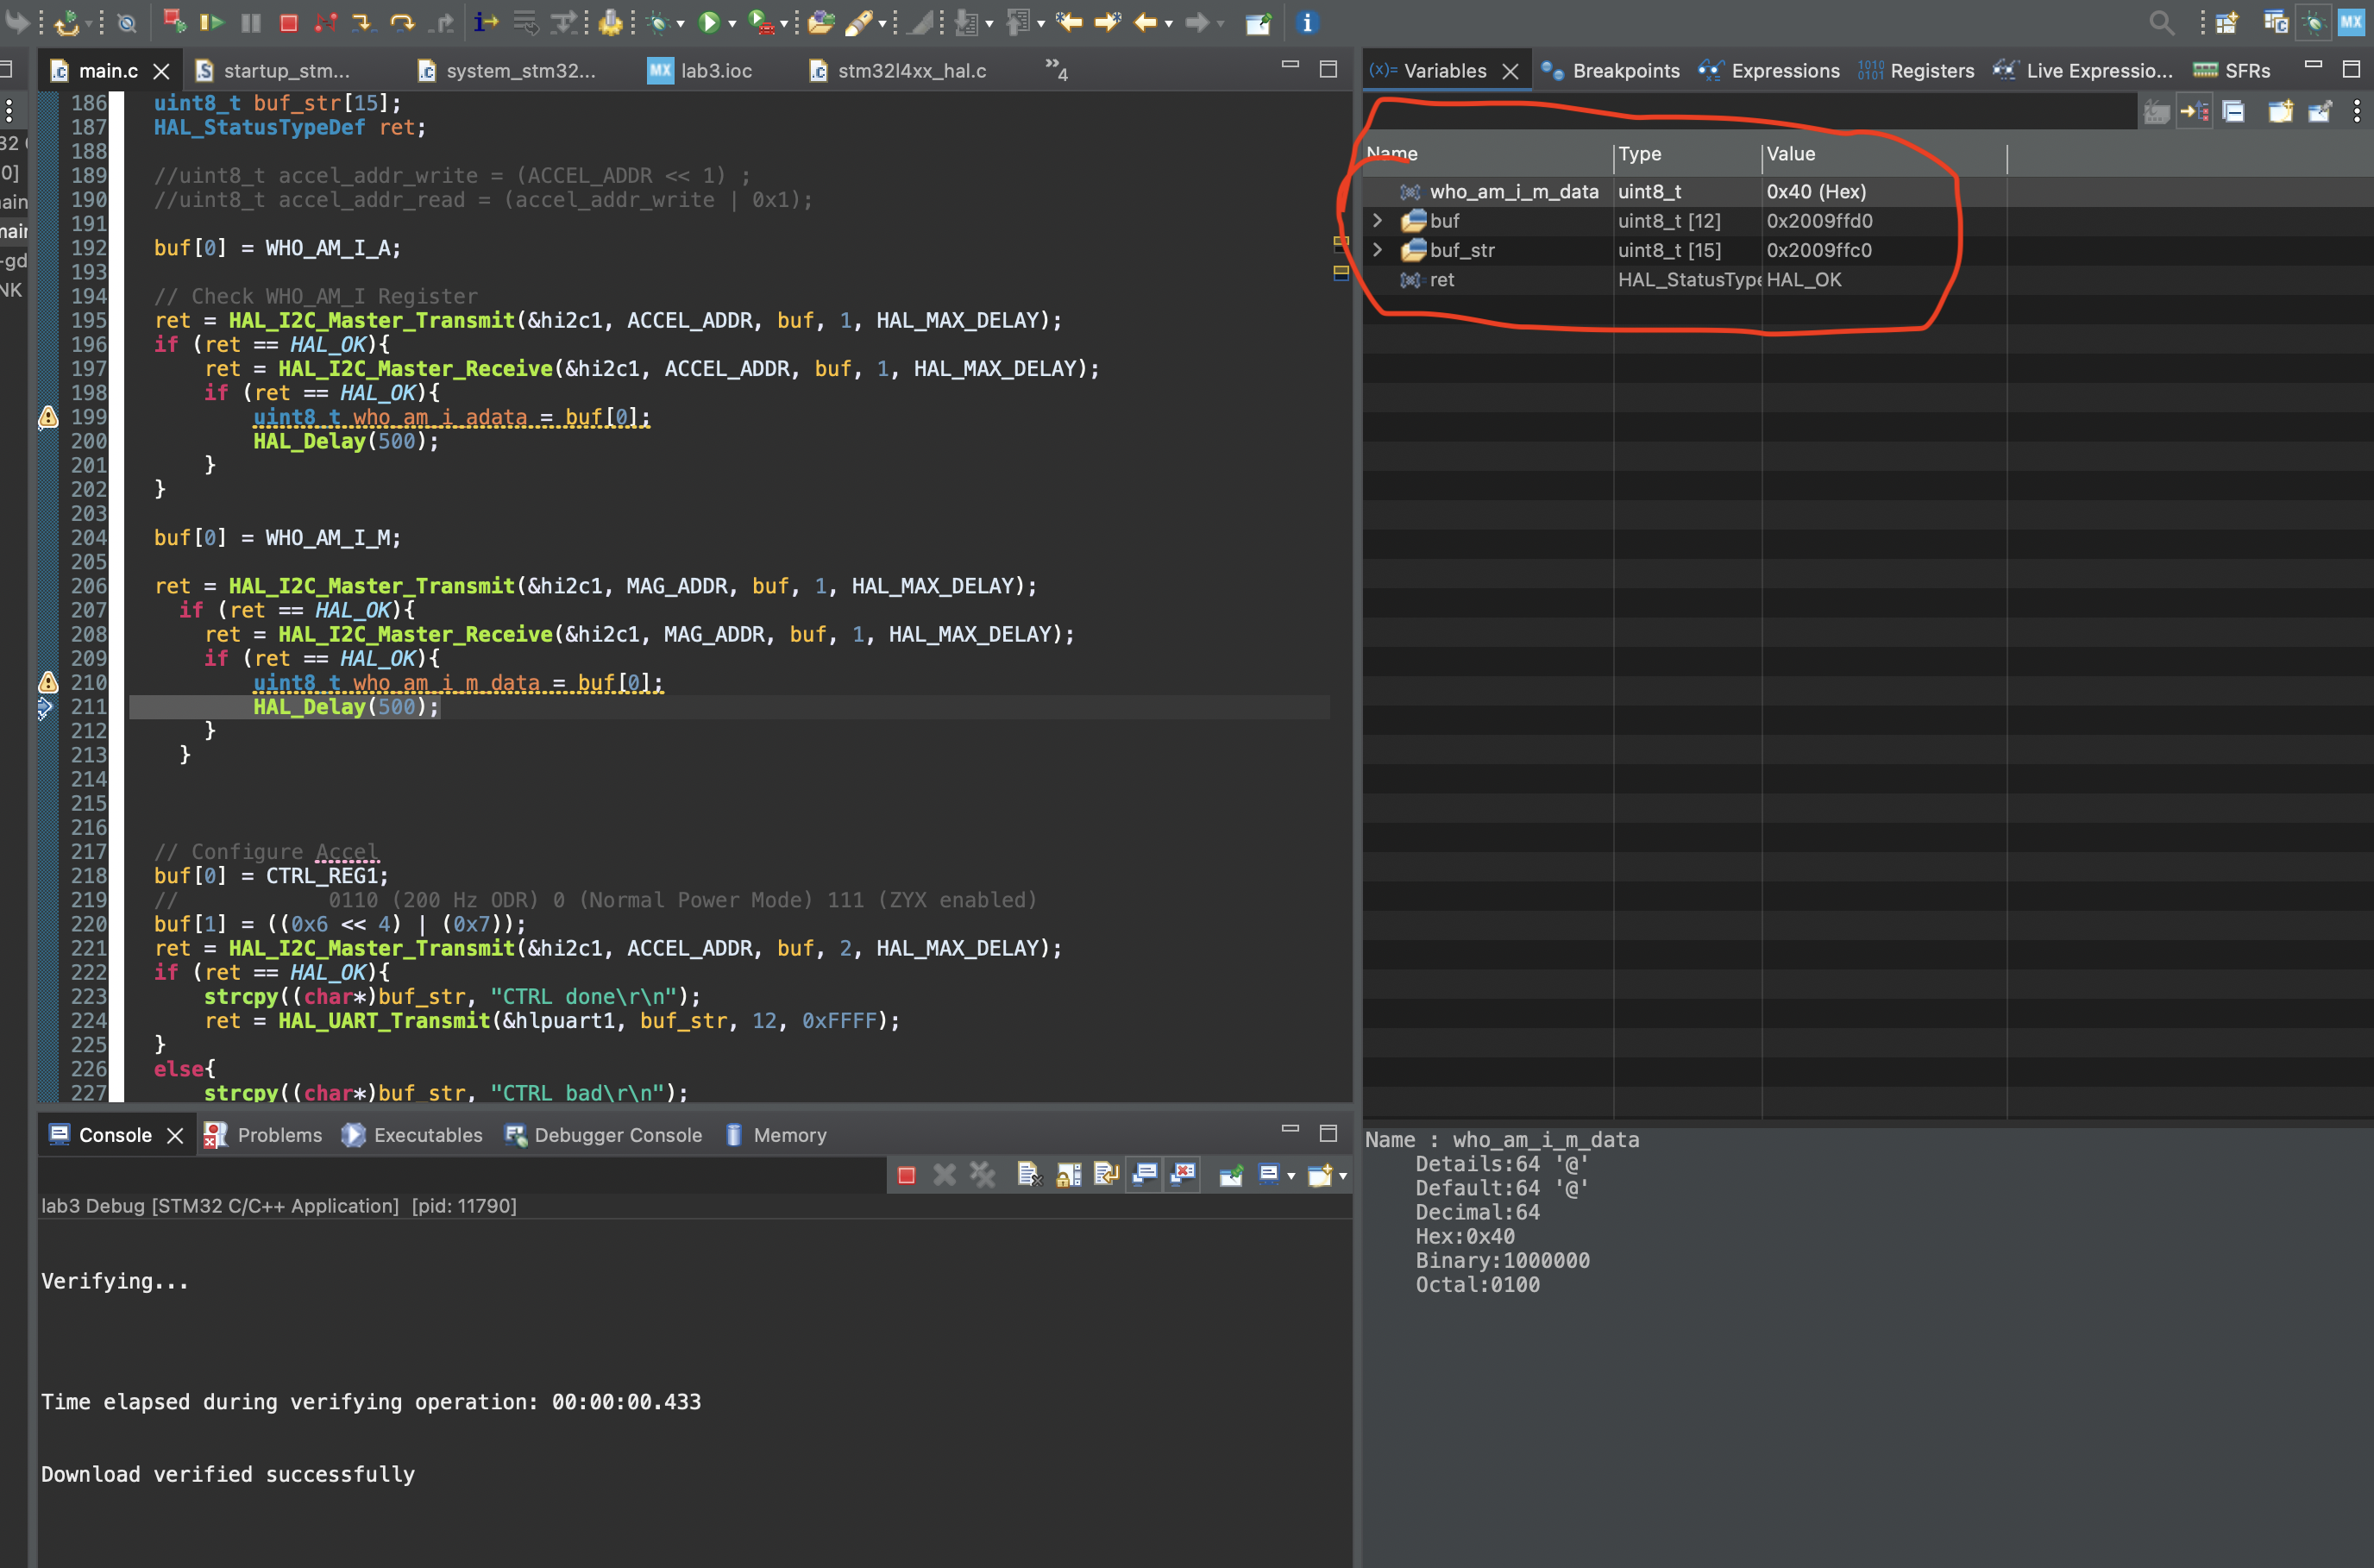 main.c
startup_stm...
system_stm32...
MX lab3.ioc
stm32l4xx_hal.c
»4
186 uint8_t buf_str[15];
187 HAL_StatusTypeDef ret;
188
189 //uint8_t accel_addr_write = (ACCEL_ADDR << 1) ;
190 //uint8_t accel_addr_read = (accel_addr_write | 0x1);
191
192 buf[0] = WHO_AM_I_A;
193
194 // Check WHO_AM_I Register
195 ret = HAL_I2C_Master_Transmit(&hi2c1, ACCEL_ADDR, buf, 1, HAL_MAX_DELAY);
196 if (ret == HAL_OK){
197 ret = HAL_I2C_Master_Receive(&hi2c1, ACCEL_ADDR, buf, 1, HAL_MAX_DELAY);
198 if (ret == HAL_OK){
199 uint8_t who_am_i_adata = buf[0];
200 HAL_Delay(500);
201 }
202 }
203
204 buf[0] = WHO_AM_I_M;
205
206 ret = HAL_I2C_Master_Transmit(&hi2c1, MAG_ADDR, buf, 1, HAL_MAX_DELAY);
207 if (ret == HAL_OK){
208 ret = HAL_I2C_Master_Receive(&hi2c1, MAG_ADDR, buf, 1, HAL_MAX_DELAY);
209 if (ret == HAL_OK){
210 uint8_t who_am_i_m_data = buf[0];
211 HAL_Delay(500);
212 }
213 }
214
215
216
217 // Configure Accel
218 buf[0] = CTRL_REG1;
219 // 0110 (200 Hz ODR) 0 (Normal Power Mode) 111 (ZYX enabled)
220 buf[1] = ((0x6 << 4) | (0x7));
221 ret = HAL_I2C_Master_Transmit(&hi2c1, ACCEL_ADDR, buf, 2, HAL_MAX_DELAY);
222 if (ret == HAL_OK){
223 strcpy((char*)buf_str, "CTRL done\r\n");
224 ret = HAL_UART_Transmit(&hlpuart1, buf_str, 12, 0xFFFF);
225 }
226 else{
227 strcpy((char*)buf_str, "CTRL bad\r\n");
Console
Problems
Executables
Debugger Console
Memory
lab3 Debug [STM32 C/C++ Application] [pid: 11790]
Verifying...
Time elapsed during verifying operation: 00:00:00.433
Download verified successfully
MX
(x)= Variables
Breakpoints
Expressions
1010 0101 Registers
Live Expressio...
SFRs
Name Type Value
who_am_i_m_data uint8_t 0x40 (Hex)
buf uint8_t [12] 0x2009ffd0
buf_str uint8_t [15] 0x2009ffc0
ret HAL_StatusType HAL_OK
Name : who_am_i_m_data
Details:64 '@'
Default:64 '@'
Decimal:64
Hex:0x40
Binary:1000000
Octal:0100